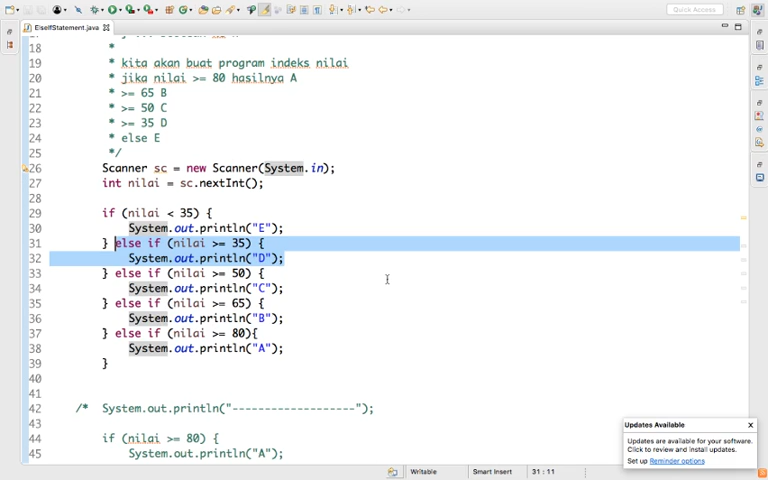 Quick Access
ElseIfStatement.java
18 *
19 * kita akan buat program indeks nilai
20 * jika nilai >= 80 hasilnya A
21 * >= 65 B
22 * >= 50 C
23 * >= 35 D
24 * else E
25 */
26 Scanner sc = new Scanner(System.in);
27 int nilai = sc.nextInt();
28
29 if (nilai < 35) {
30 System.out.println("E");
31 } else if (nilai >= 35) {
32 System.out.println("D");
33 } else if (nilai >= 50) {
34 System.out.println("C");
35 } else if (nilai >= 65) {
36 System.out.println("B");
37 } else if (nilai >= 80){
38 System.out.println("A");
39 }
40
41
42 /* System.out.println("-------------------");
43
44 if (nilai >= 80) {
45 System.out.println("A");
Updates Available X
Updates are available for your software.
Click to review and install updates.
Set up Reminder options
Writable Smart Insert 31 : 11